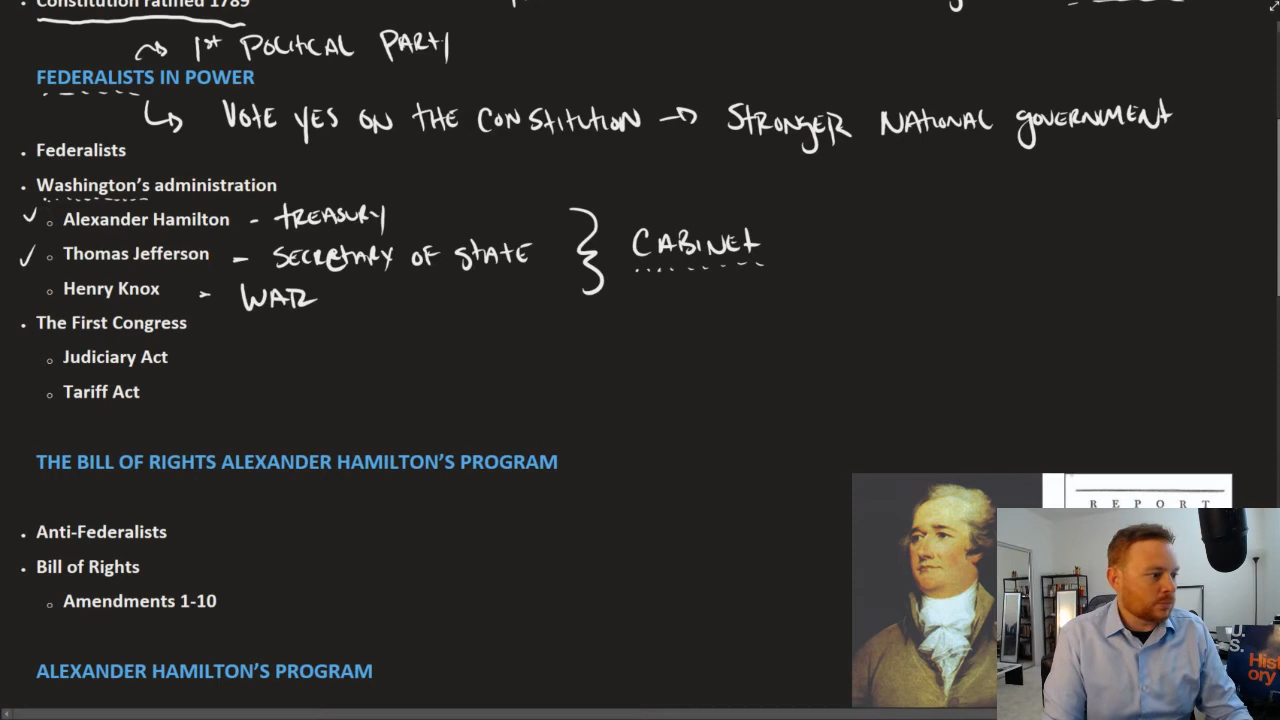 Constitution ratified 1789
1st POLITICAL PARTY
FEDERALISTS IN POWER
VOTE YES ON THE CONSTITUTION → STRONGER NATIONAL GOVERNMENT
• Federalists
• Washington's administration
✓ ○ Alexander Hamilton - TREASURY
✓ ○ Thomas Jefferson - SECRETARY OF STATE } CABINET
○ Henry Knox - WAR
• The First Congress
○ Judiciary Act
○ Tariff Act
THE BILL OF RIGHTS ALEXANDER HAMILTON'S PROGRAM
REPORT
• Anti-Federalists
• Bill of Rights
○ Amendments 1-10
U.S.
History
ALEXANDER HAMILTON'S PROGRAM